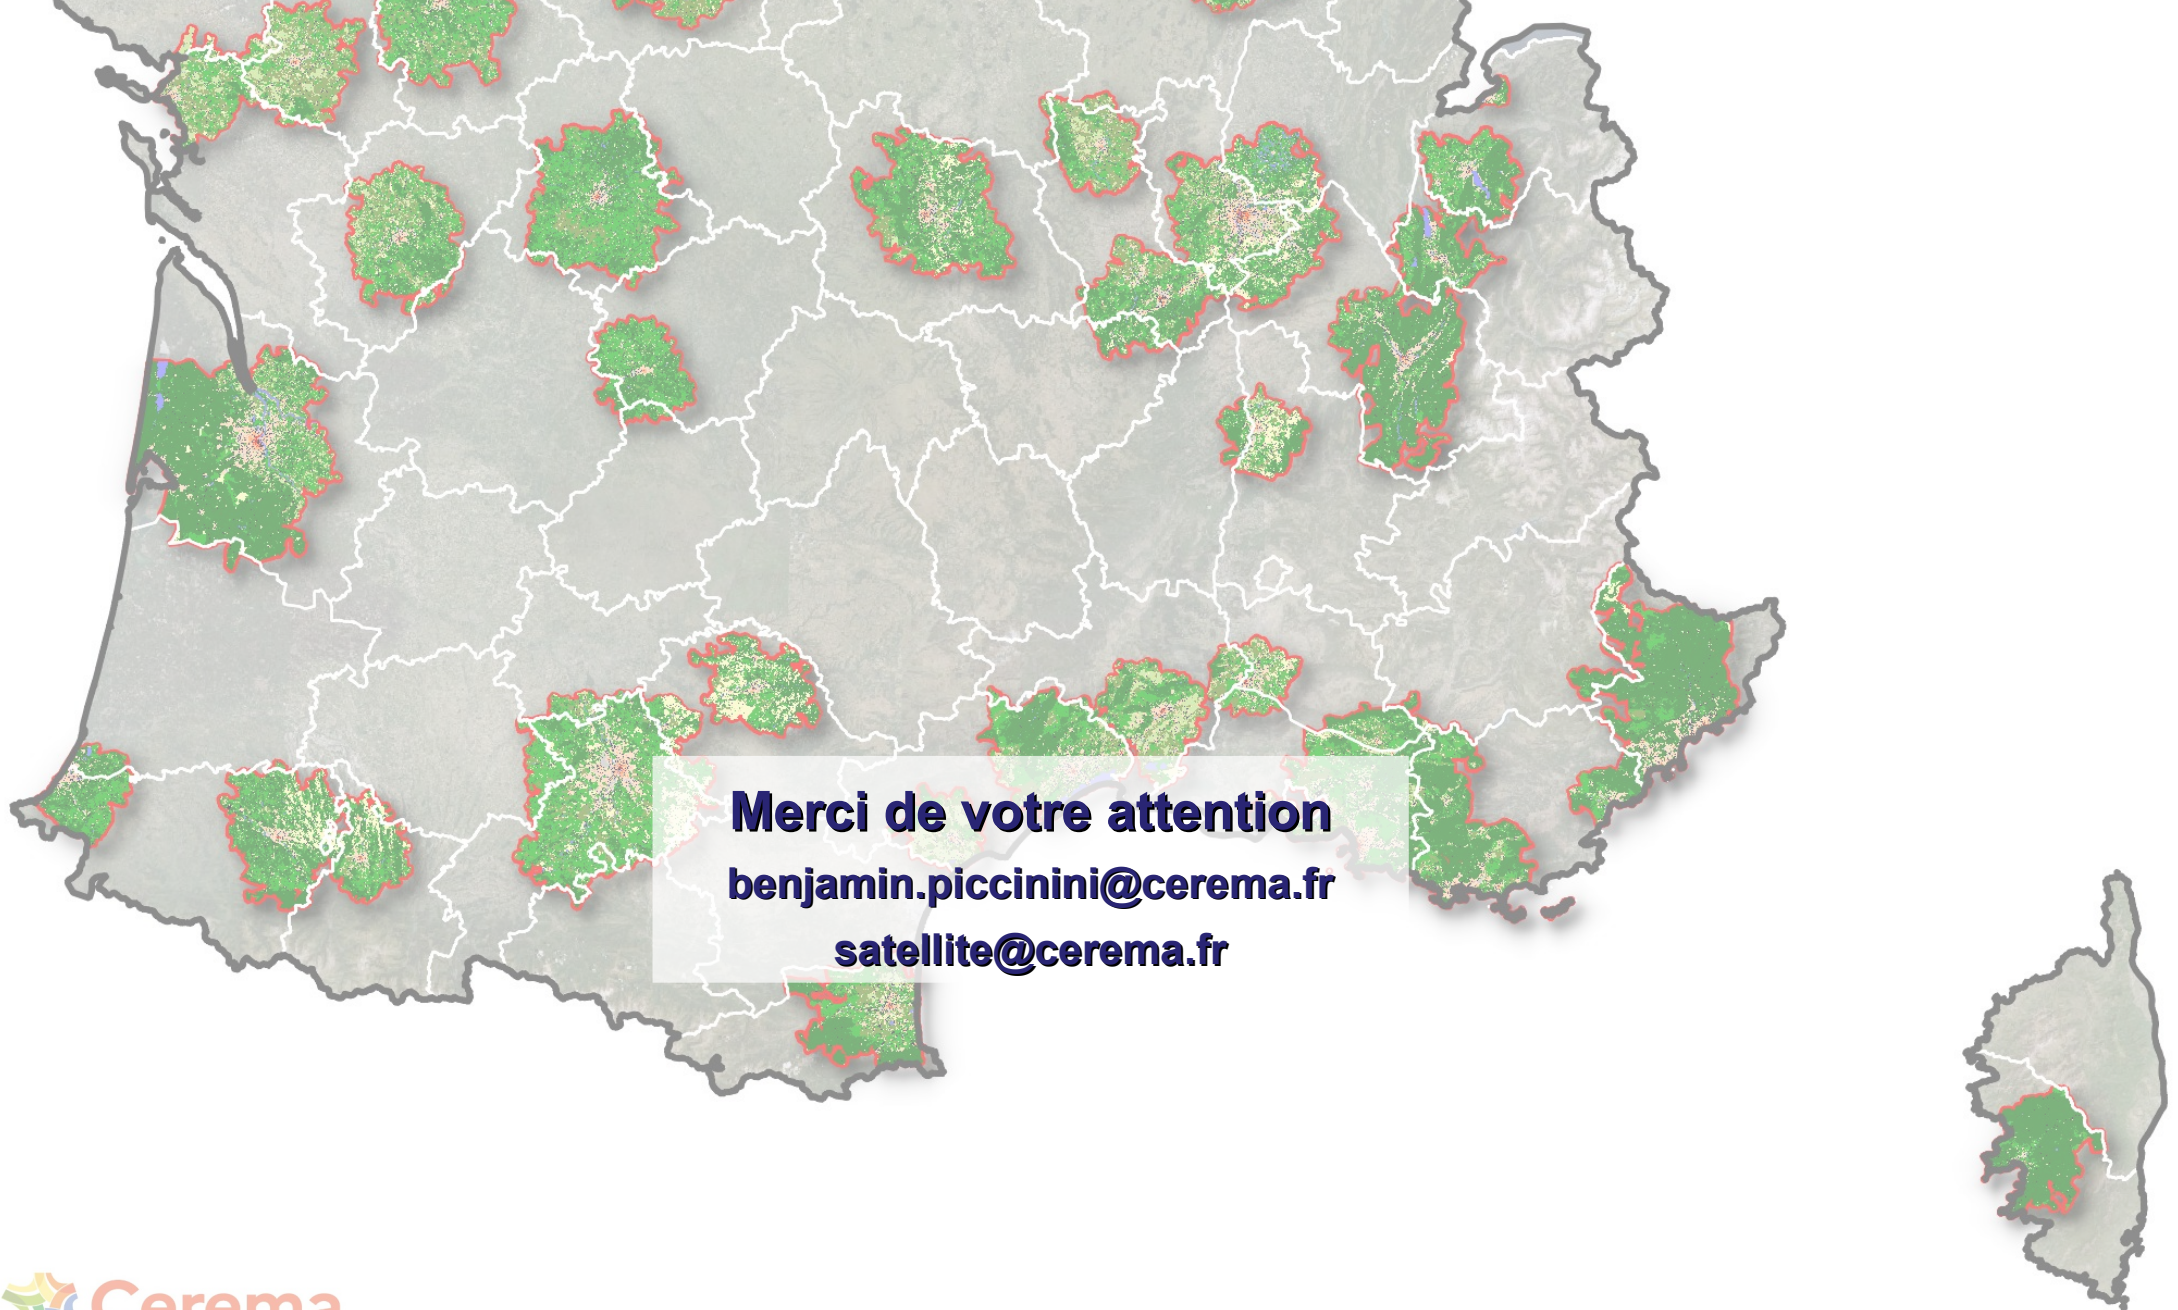 Merci de votre attention
benjamin.piccinini@cerema.fr
satellite@cerema.fr
Cerema